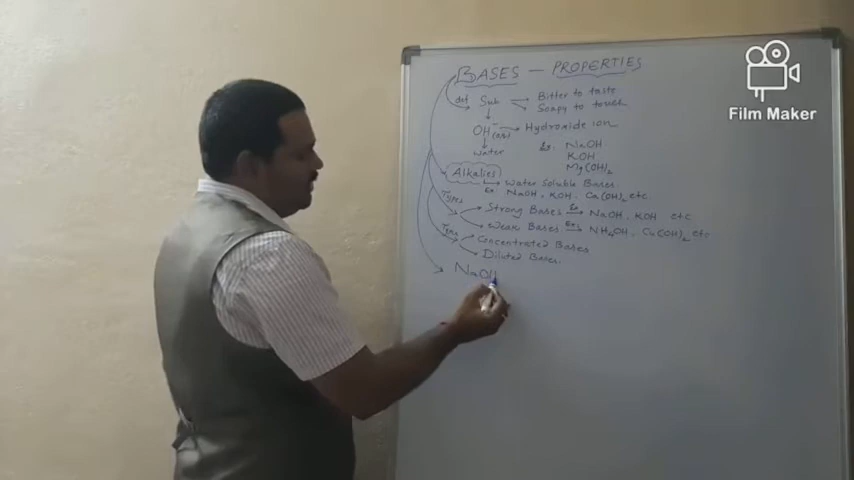 BASES - PROPERTIES
def Sub Bitter to taste
Soapy to touch
OH⁻(aq) → Hydroxide ion
water Ex: NaOH
KOH
Mg(OH)₂
Alkalies
water soluble Bases.
Ex NaOH, KOH, Ca(OH)₂ etc.
Types Strong Bases Ex NaOH, KOH etc
Weak Bases Ex: NH₄OH, Cu(OH)₂ etc
Types Concentrated Bases
Diluted Bases.
NaOH
Film Maker